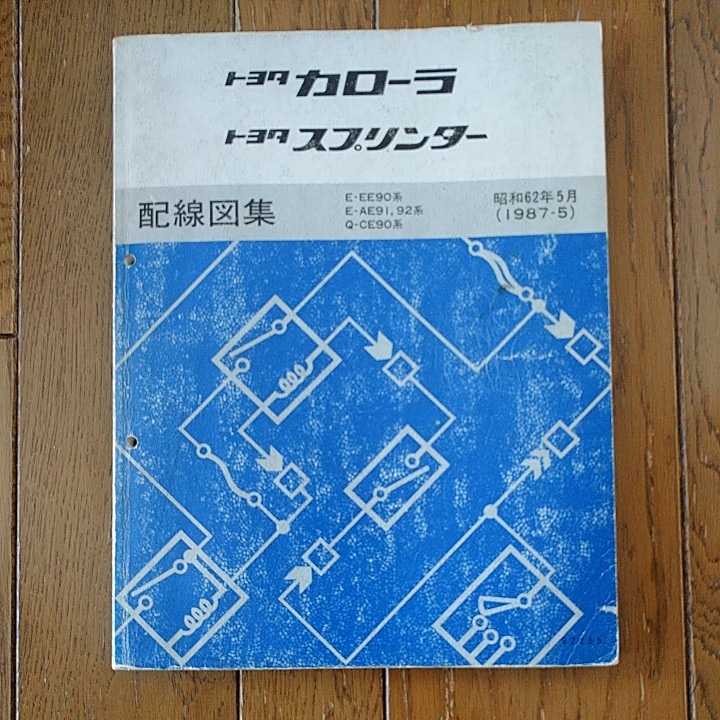 トヨタ カローラ
トヨタ スプリンター
配線図集
E-EE90系
E-AE91,92系
Q-CE90系
昭和62年5月
(1987-5)